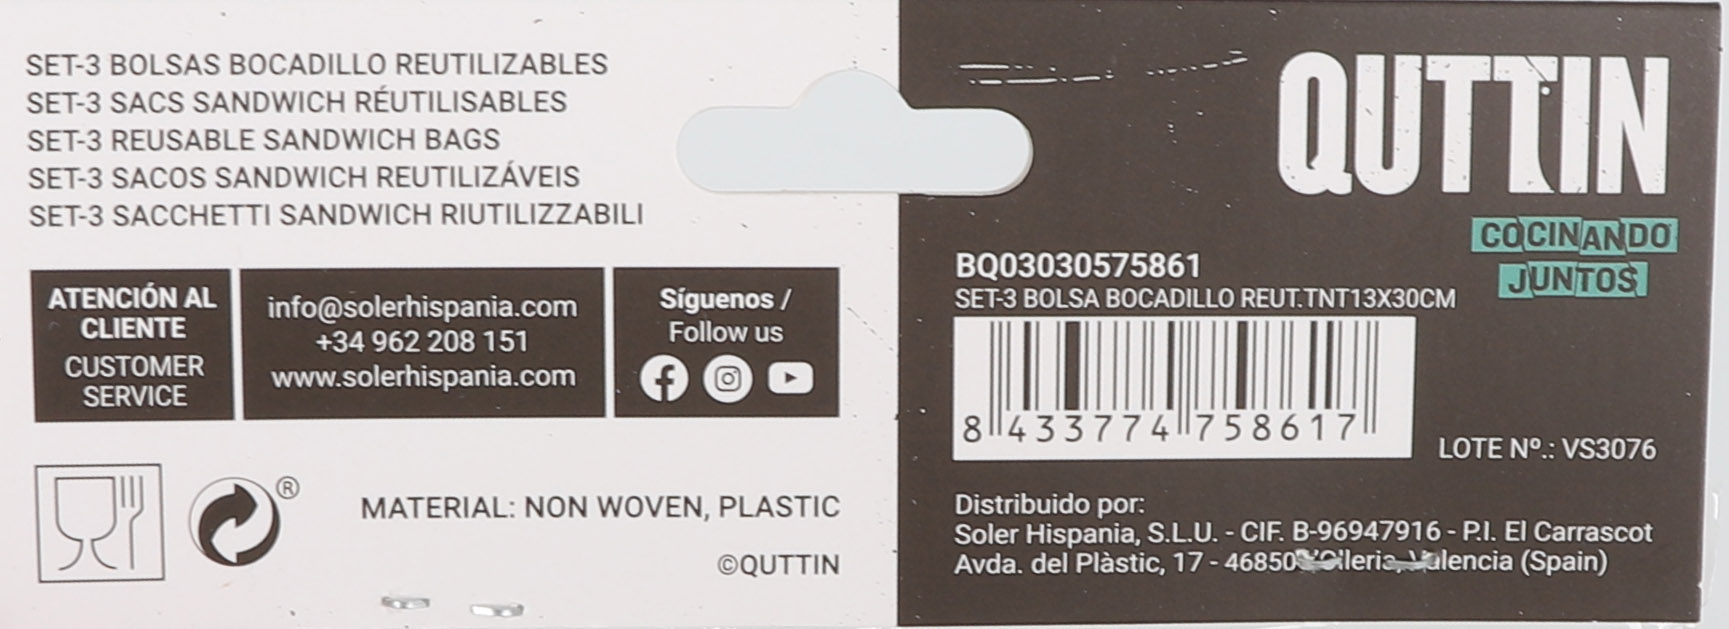 SET-3 BOLSAS BOCADILLO REUTILIZABLES
SET-3 SACS SANDWICH RÉUTILISABLES
SET-3 REUSABLE SANDWICH BAGS
SET-3 SACOS SANDWICH REUTILIZÁVEIS
SET-3 SACCHETTI SANDWICH RIUTILIZZABILI
ATENCIÓN AL
CLIENTE
CUSTOMER
SERVICE
info@solerhispania.com
+34 962 208 151
www.solerhispania.com
Síguenos /
Follow us
®
MATERIAL: NON WOVEN, PLASTIC
©QUTTIN
QUTTIN
COCINANDO
JUNTOS
BQ03030575861
SET-3 BOLSA BOCADILLO REUT.TNT13X30CM
8 433774 758617
LOTE Nº.: VS3076
Distribuido por:
Soler Hispania, S.L.U. - CIF. B-96947916 - P.I. El Carrascot
Avda. del Plàstic, 17 - 46850 L'Olleria, Valencia (Spain)